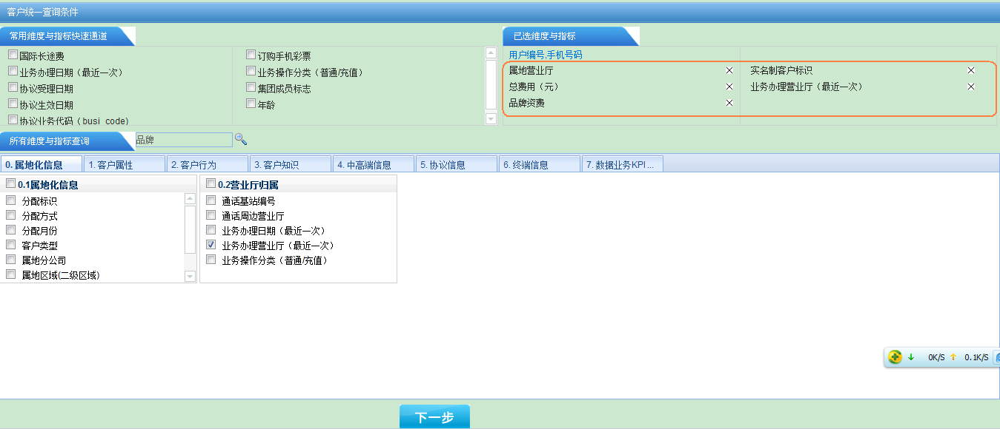 客户统一查询条件
常用维度与指标快速通道
国际长途费
订购手机彩票
业务办理日期（最近一次）
业务操作分类（普通/充值）
协议受理日期
集团成员标志
协议生效日期
年龄
协议业务代码（busi_code）
已选维度与指标
用户编号,手机号码
属地营业厅
实名制客户标识
总费用（元）
业务办理营业厅（最近一次）
品牌资费
所有维度与指标查询
品牌
0. 属地化信息
1. 客户属性
2. 客户行为
3. 客户知识
4. 中高端信息
5. 协议信息
6. 终端信息
7. 数据业务KPI...
0.1属地化信息
分配标识
分配方式
分配月份
客户类型
属地分公司
属地区域(二级区域)
0.2营业厅归属
通话基站编号
通话周边营业厅
业务办理日期（最近一次）
业务办理营业厅（最近一次）
业务操作分类（普通/充值）
0K/S
0.1K/S
下一步